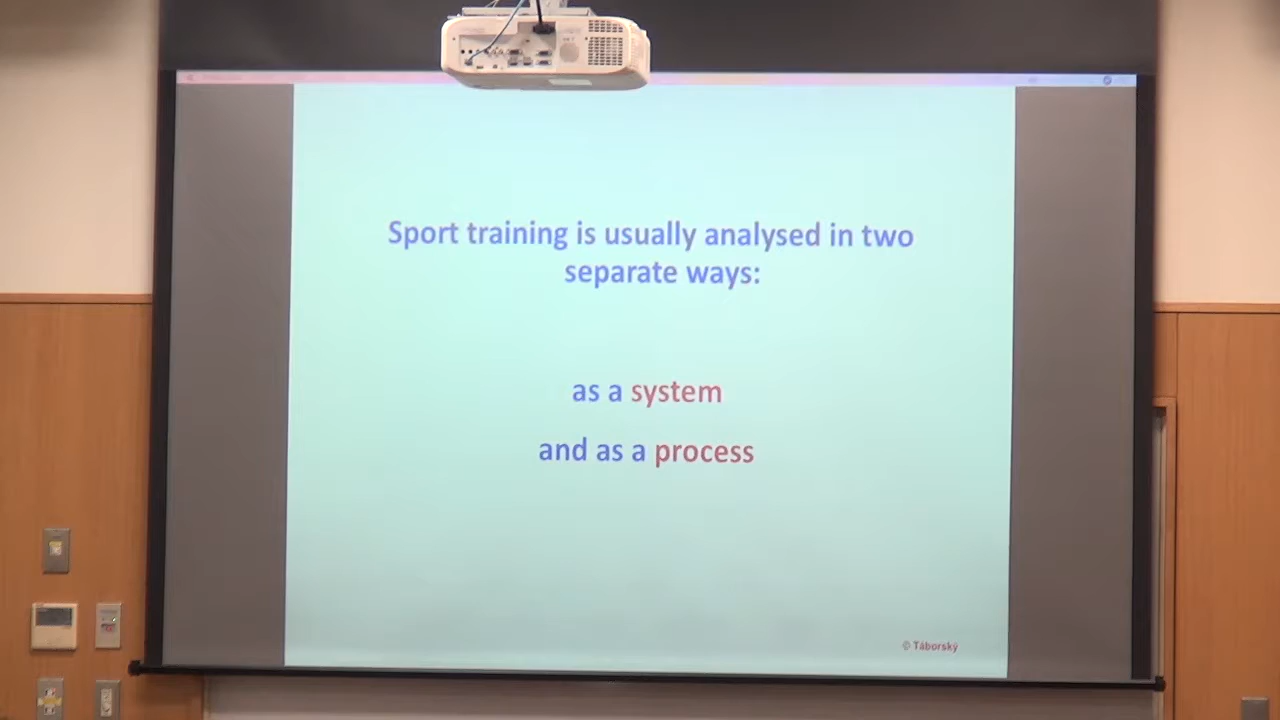 Sport training is usually analysed in two
separate ways:
as a system
and as a process
© Táborský